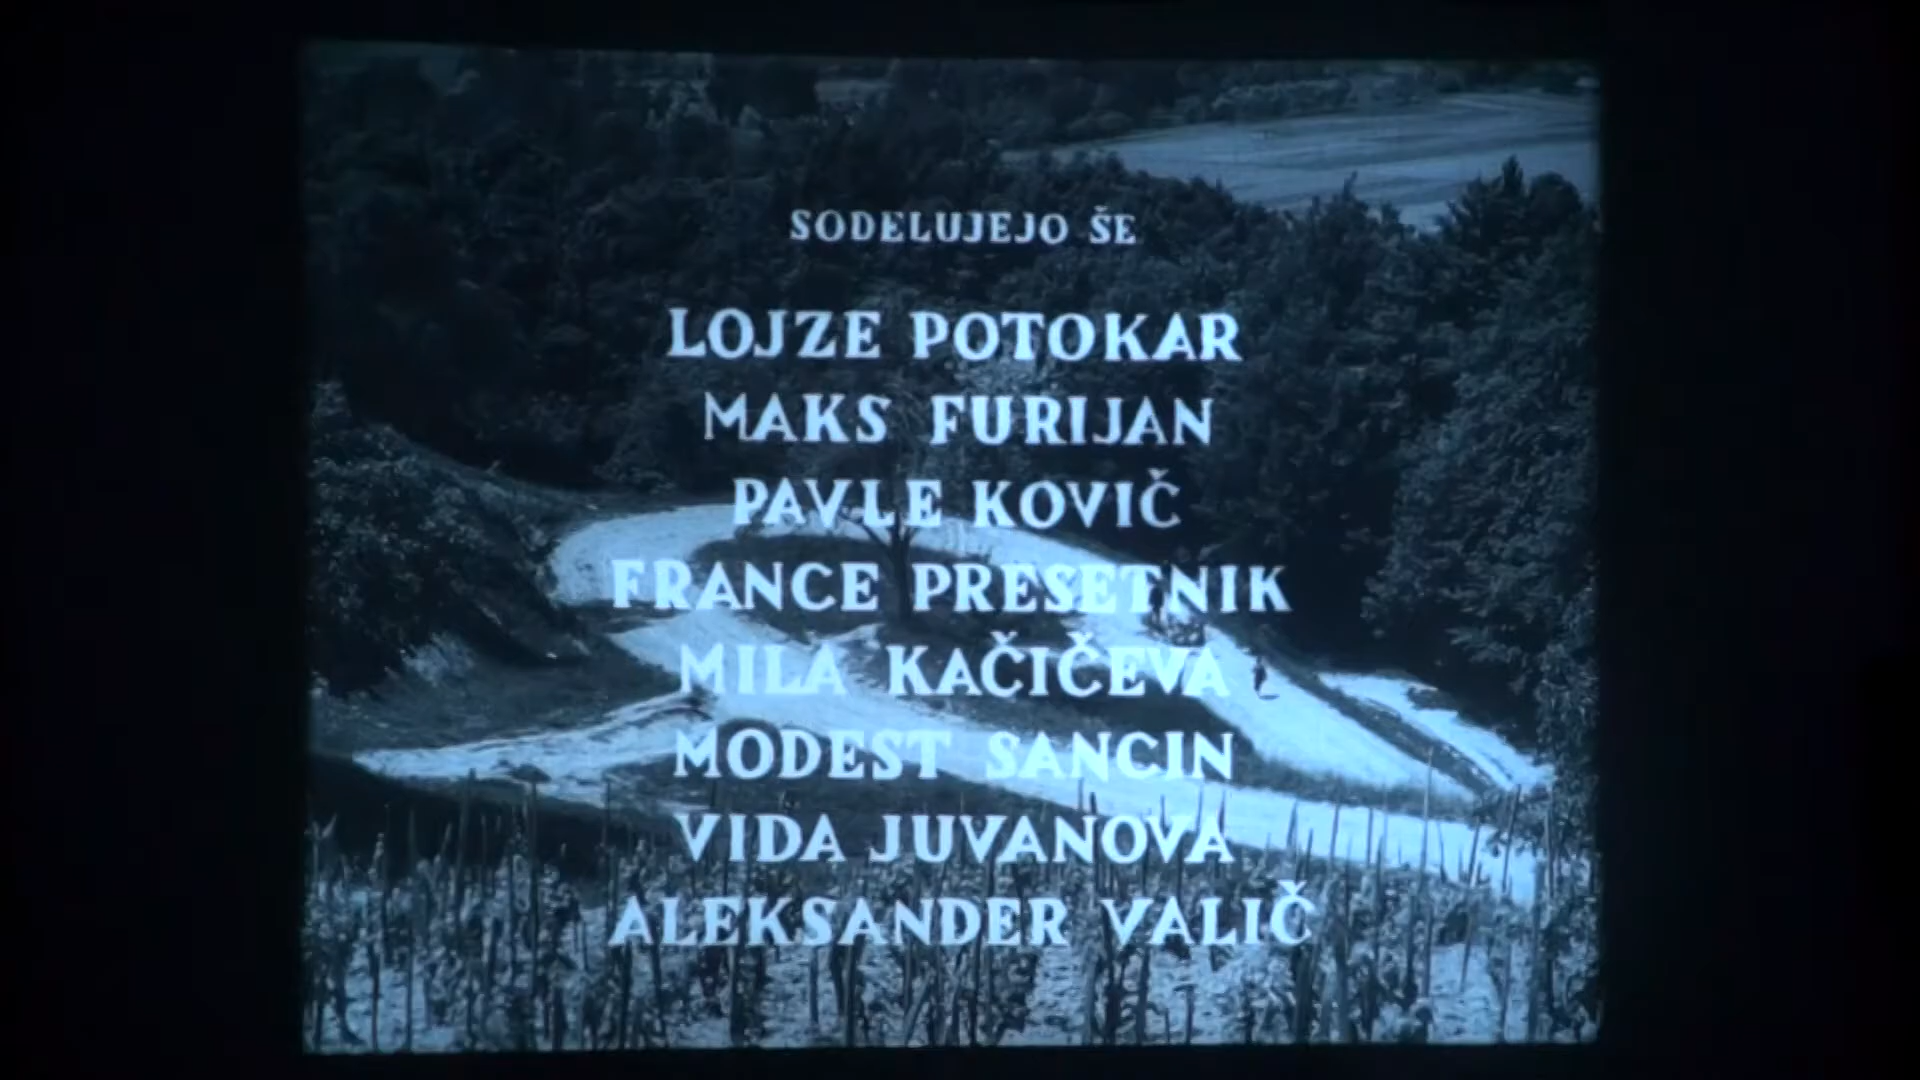 SODELUJEJO ŠE
LOJZE POTOKAR
MAKS FURIJAN
PAVLE KOVIČ
FRANCE PRESETNIK
MILA KAČIČEVA
MODEST SANCIN
VIDA JUVANOVA
ALEKSANDER VALIČ